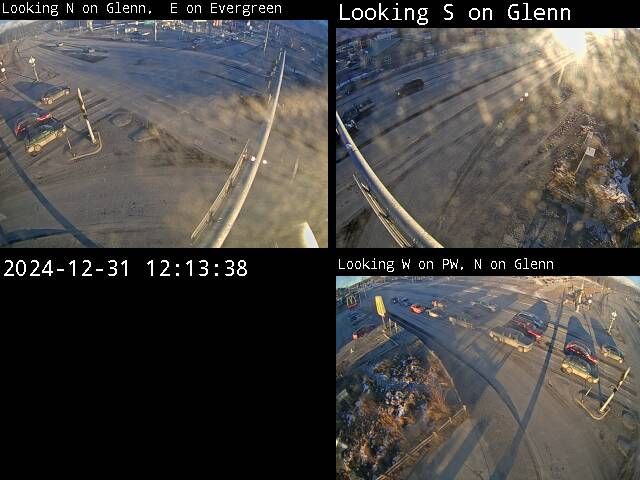 Looking N on Glenn,  E on Evergreen
Looking S on Glenn
2024-12-31 12:13:38
Looking W on PW, N on Glenn